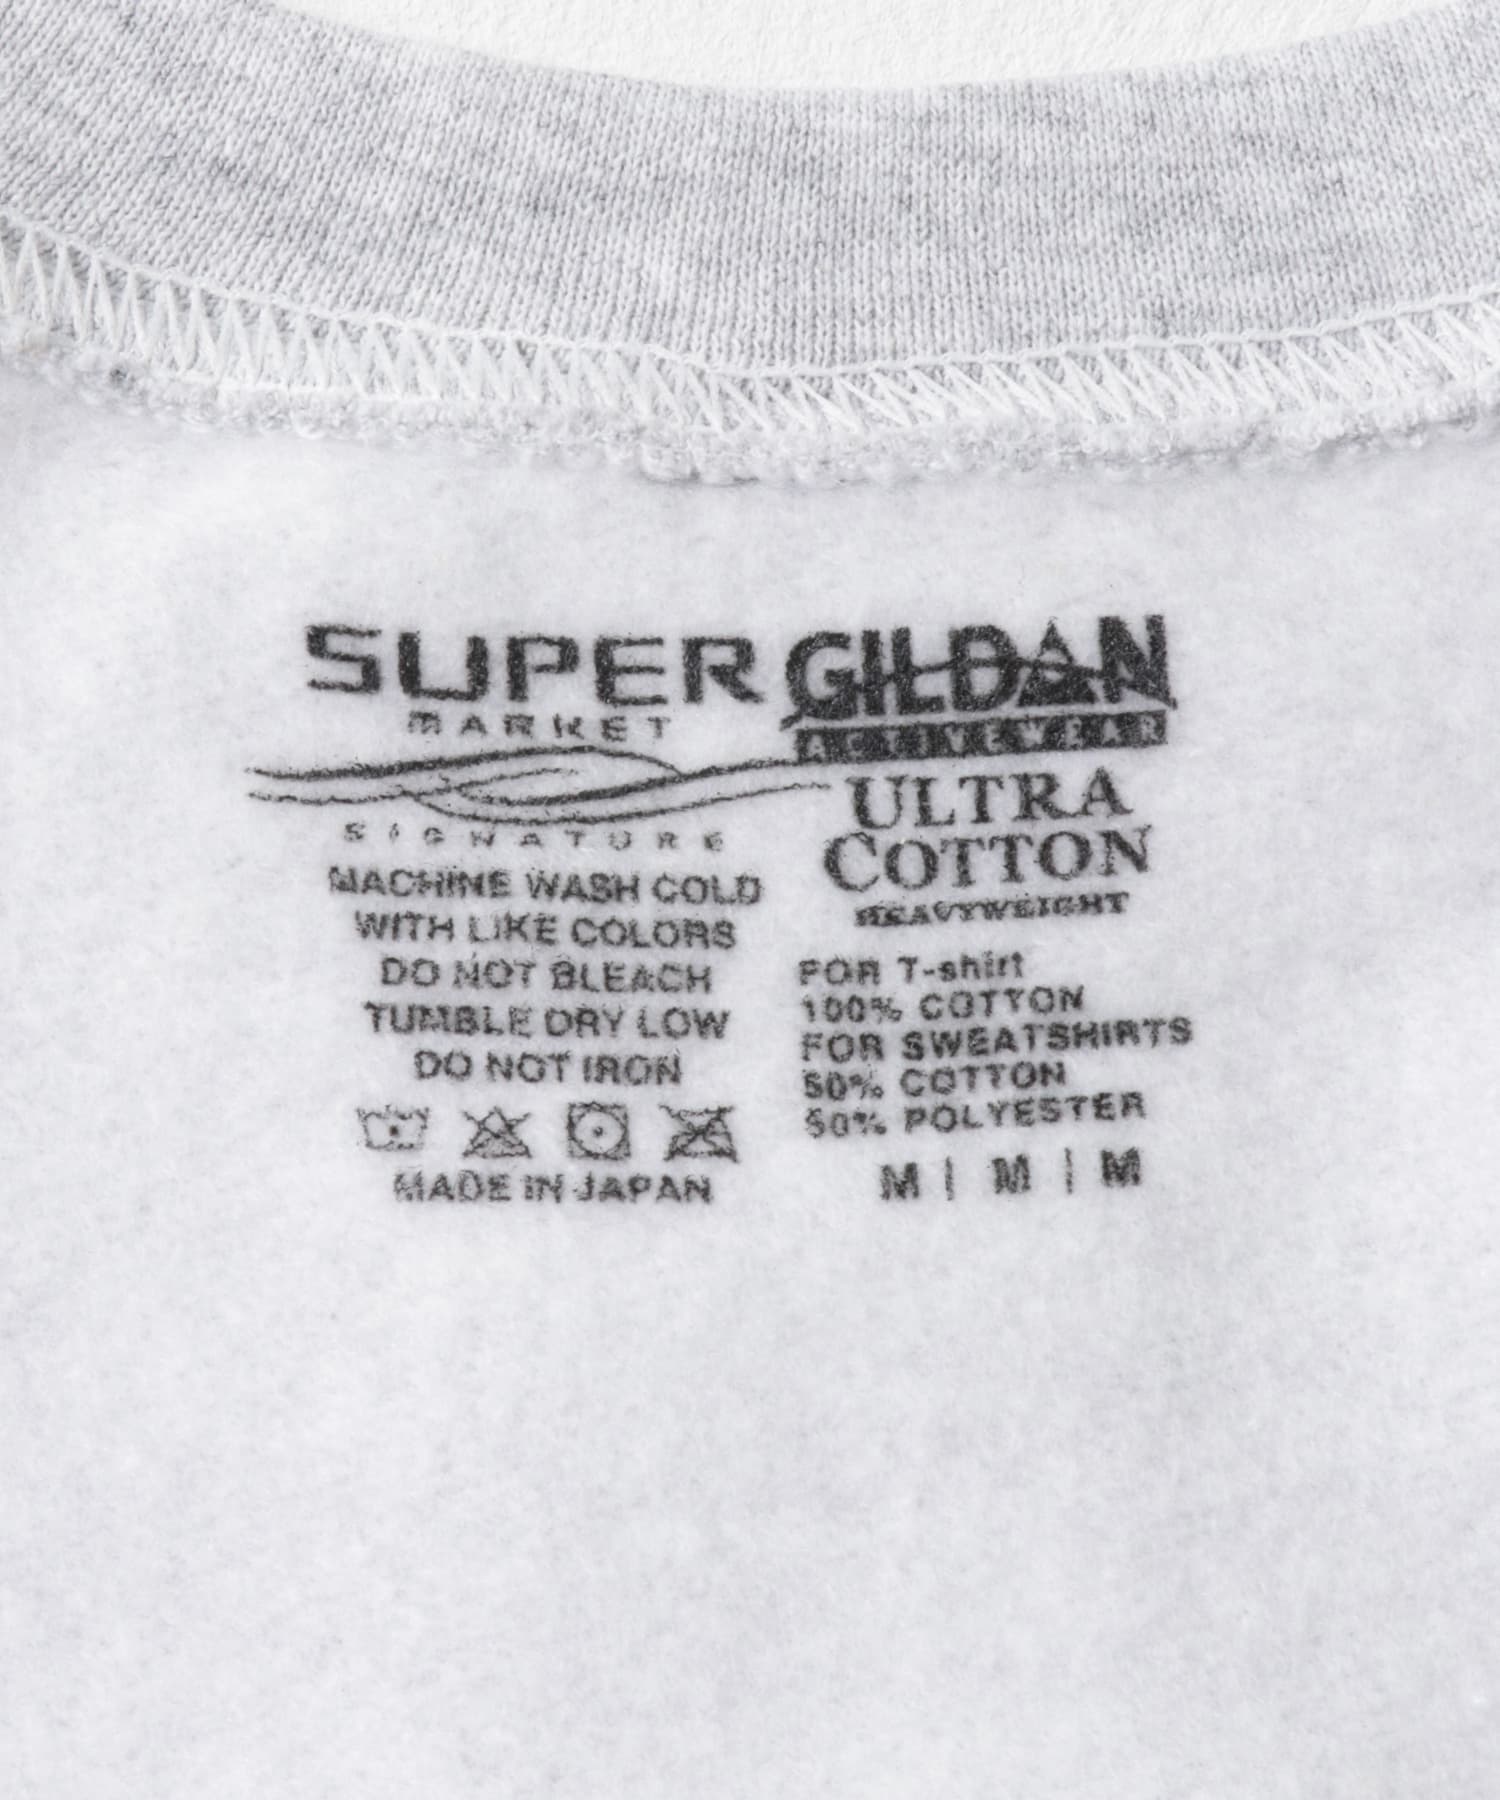 SUPER
MARKET
SIGNATURE
MACHINE WASH COLD
WITH LIKE COLORS
DO NOT BLEACH
TUMBLE DRY LOW
DO NOT IRON
MADE IN JAPAN
GILDAN
ACTIVEWEAR
ULTRA
COTTON
HEAVYWEIGHT
FOR T-shirt
100% COTTON
FOR SWEATSHIRTS
50% COTTON
50% POLYESTER
M | M | M